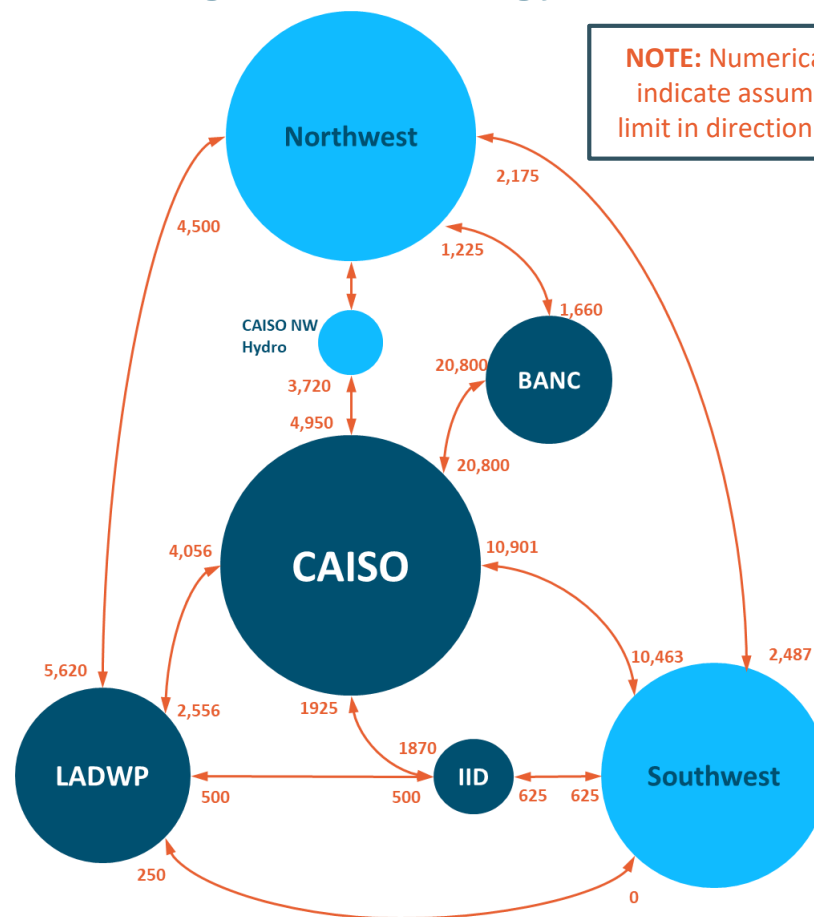 NOTE: Numerica
indicate assum
limit in direction
Northwest
2,175
4,500
1,225
CAISO NW
Hydro
1,660
3,720
20,800
BANC
4,950
20,800
4,056
CAISO
10,901
5,620
10,463
2,487
2,556
1925
1870
LADWP
IID
Southwest
500
500
625
625
250
0